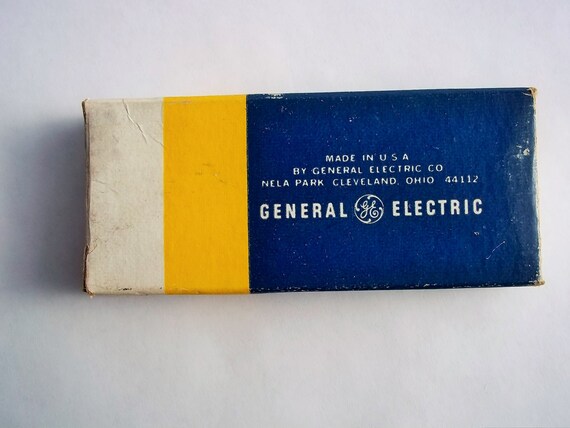 MADE IN U S A
BY GENERAL ELECTRIC CO
NELA PARK CLEVELAND, OHIO 44112
GENERAL GE ELECTRIC